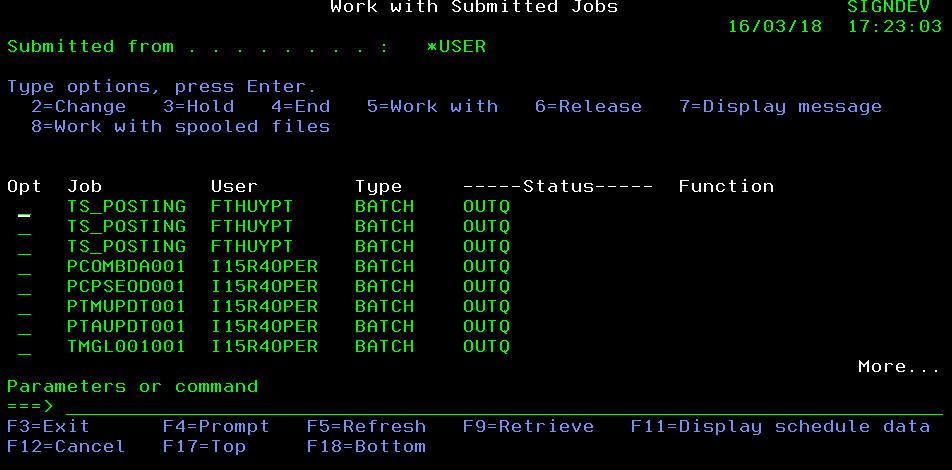 Work with Submitted Jobs SIGNDEV
16/03/18 17:23:03
Submitted from . . . . . . . . : *USER
Type options, press Enter.
2=Change 3=Hold 4=End 5=Work with 6=Release 7=Display message
8=Work with spooled files
Opt Job User Type -----Status----- Function
_ TS_POSTING FTHUYPT BATCH OUTQ
_ TS_POSTING FTHUYPT BATCH OUTQ
_ TS_POSTING FTHUYPT BATCH OUTQ
_ PCOMBDA001 I15R4OPER BATCH OUTQ
_ PCPSEOD001 I15R4OPER BATCH OUTQ
_ PTMUPDT001 I15R4OPER BATCH OUTQ
_ PTAUPDT001 I15R4OPER BATCH OUTQ
_ TMGL001001 I15R4OPER BATCH OUTQ
More...
Parameters or command
===>
F3=Exit F4=Prompt F5=Refresh F9=Retrieve F11=Display schedule data
F12=Cancel F17=Top F18=Bottom